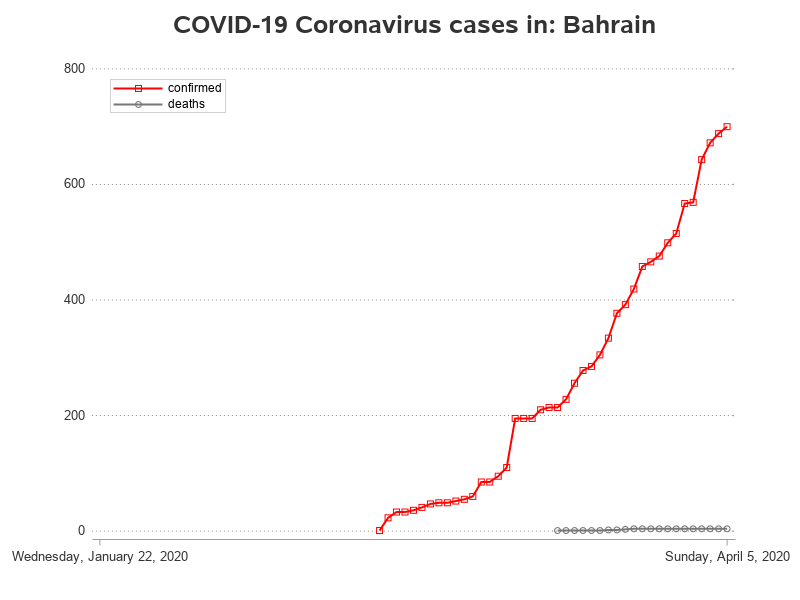 COVID-19 Coronavirus cases in: Bahrain
800
confirmed
deaths
600
400
200
0
Wednesday, January 22, 2020 Sunday, April 5, 2020